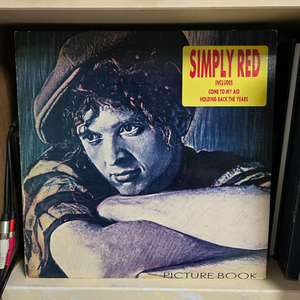 SIMPLY RED
INCLUDES
COME TO MY AID
HOLDING BACK THE YEARS
PICTURE BOOK